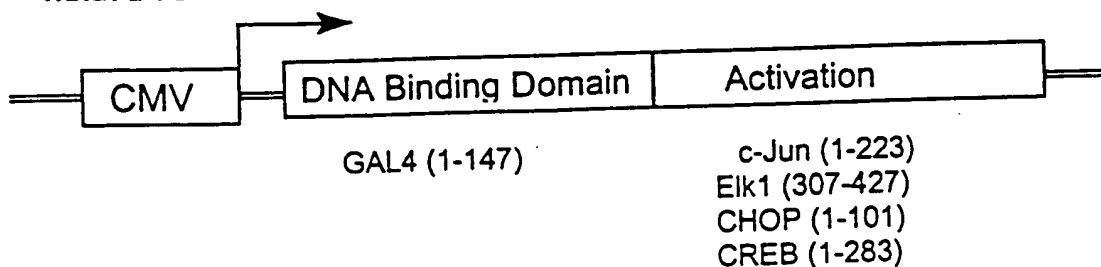 CMV
DNA Binding Domain
Activation
GAL4 (1-147)
c-Jun (1-223)
Elk1 (307-427)
CHOP (1-101)
CREB (1-283)